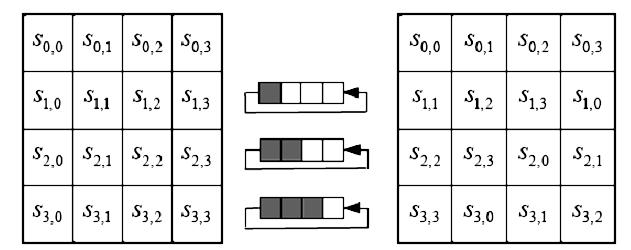 s0,0 s0,1 s0,2 s0,3 s0,0 s0,1 s0,2 s0,3
s1,0 s1,1 s1,2 s1,3 s1,1 s1,2 s1,3 s1,0
s2,0 s2,1 s2,2 s2,3 s2,2 s2,3 s2,0 s2,1
s3,0 s3,1 s3,2 s3,3 s3,3 s3,0 s3,1 s3,2